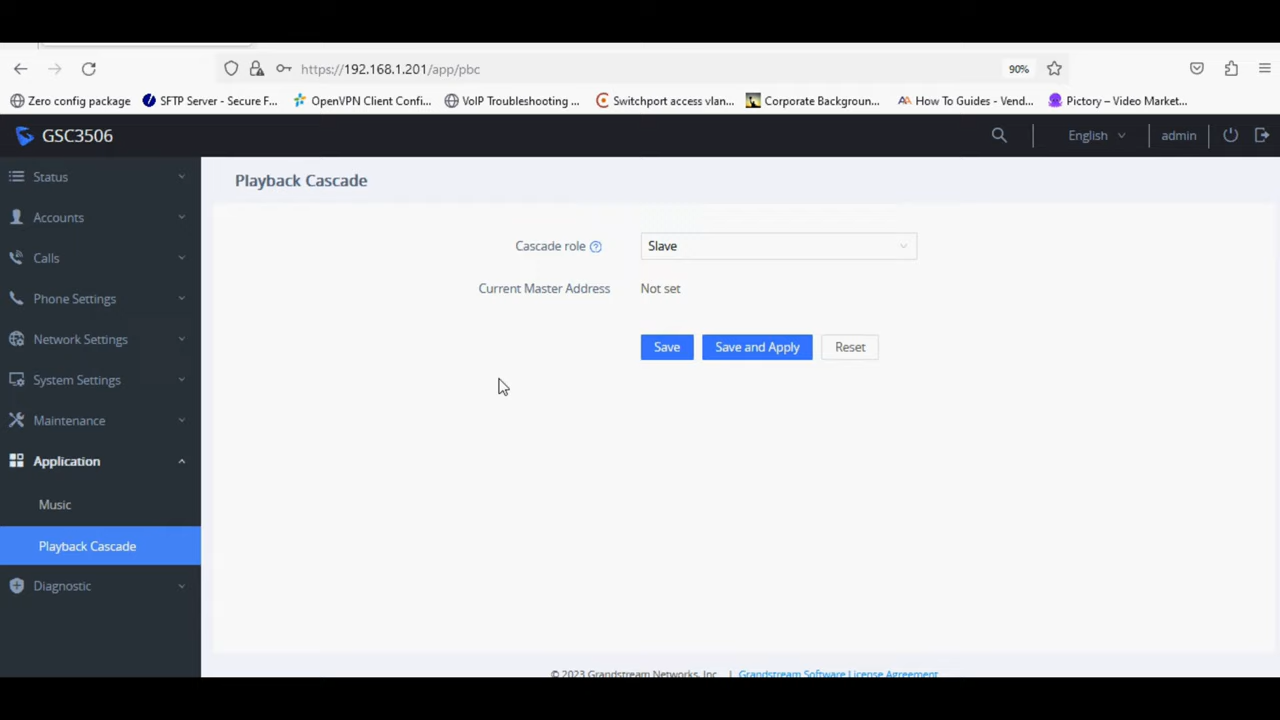 https://192.168.1.201/app/pbc
90%
Zero config package
SFTP Server - Secure F...
OpenVPN Client Confi...
VoIP Troubleshooting ...
Switchport access vlan...
Corporate Backgroun...
How To Guides - Vend...
Pictory – Video Market...
GSC3506
English
admin
Status
Accounts
Calls
Phone Settings
Network Settings
System Settings
Maintenance
Application
Music
Playback Cascade
Diagnostic
Playback Cascade
Cascade role
Slave
Current Master Address
Not set
Save
Save and Apply
Reset
© 2023 Grandstream Networks, Inc. | Grandstream Software License Agreement